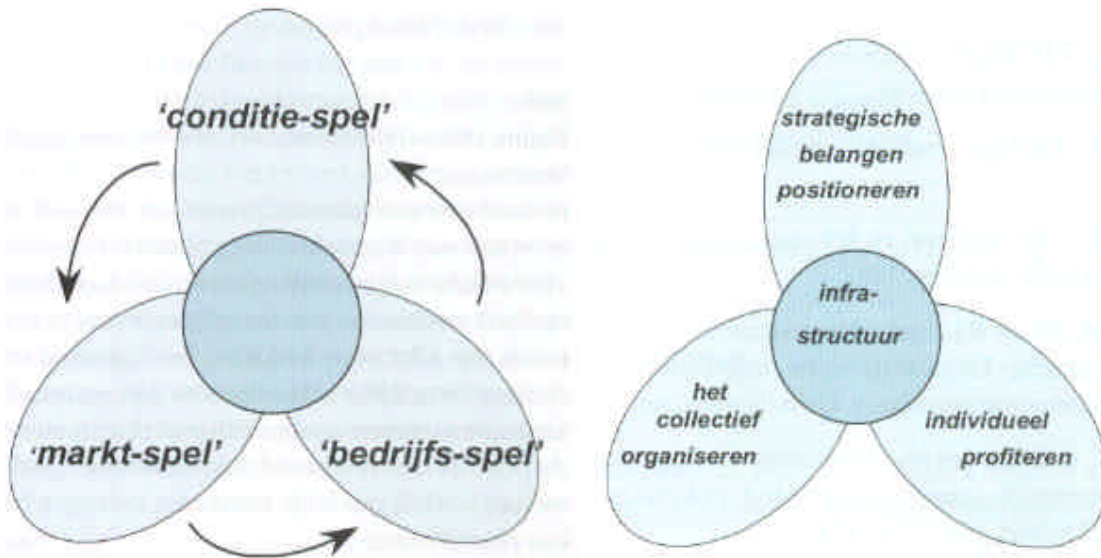 'conditie-spel'
'markt-spel'
'bedrijfs-spel'
strategische
belangen
positioneren
infra-
structuur
het
collectief
organiseren
individueel
profiteren